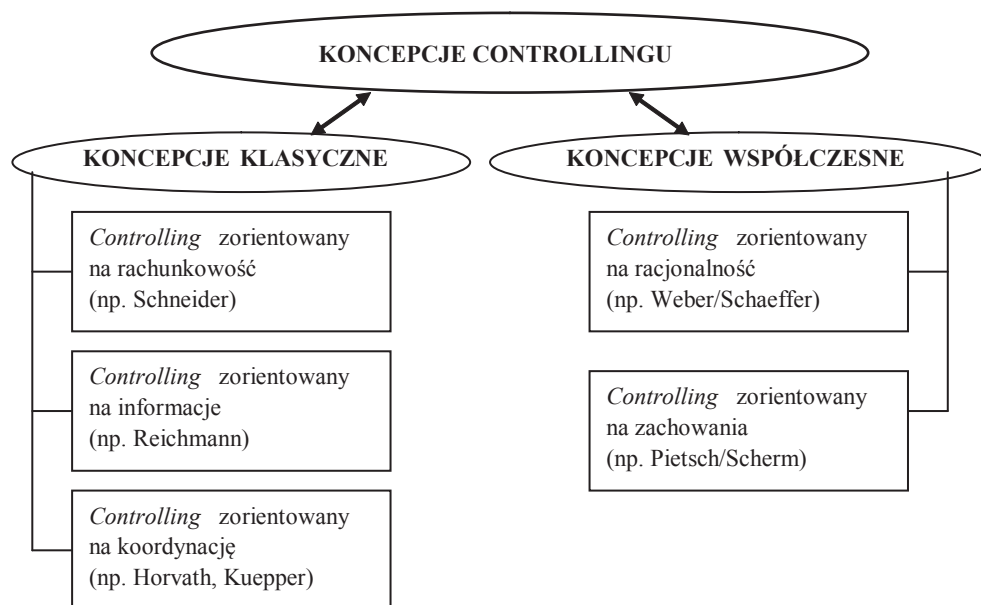 KONCEPCJE CONTROLLINGU
KONCEPCJE KLASYCZNE
Controlling zorientowany
na rachunkowość
(np. Schneider)
Controlling zorientowany
na informacje
(np. Reichmann)
Controlling zorientowany
na koordynację
(np. Horvath, Kuepper)
KONCEPCJE WSPÓŁCZESNE
Controlling zorientowany
na racjonalność
(np. Weber/Schaeffer)
Controlling zorientowany
na zachowania
(np. Pietsch/Scherm)